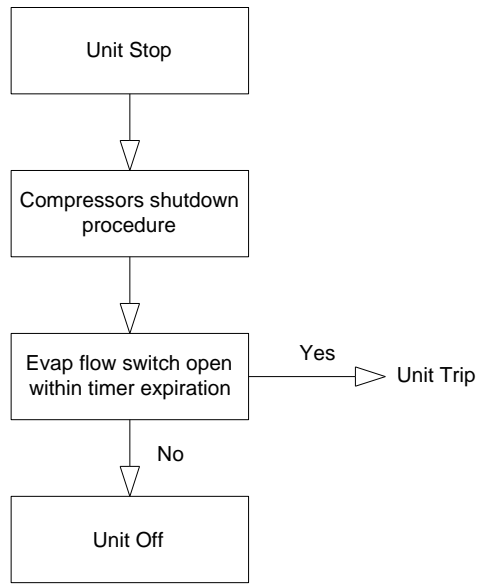 Unit Stop
Compressors shutdown
procedure
Evap flow switch open
within timer expiration
Yes
Unit Trip
No
Unit Off